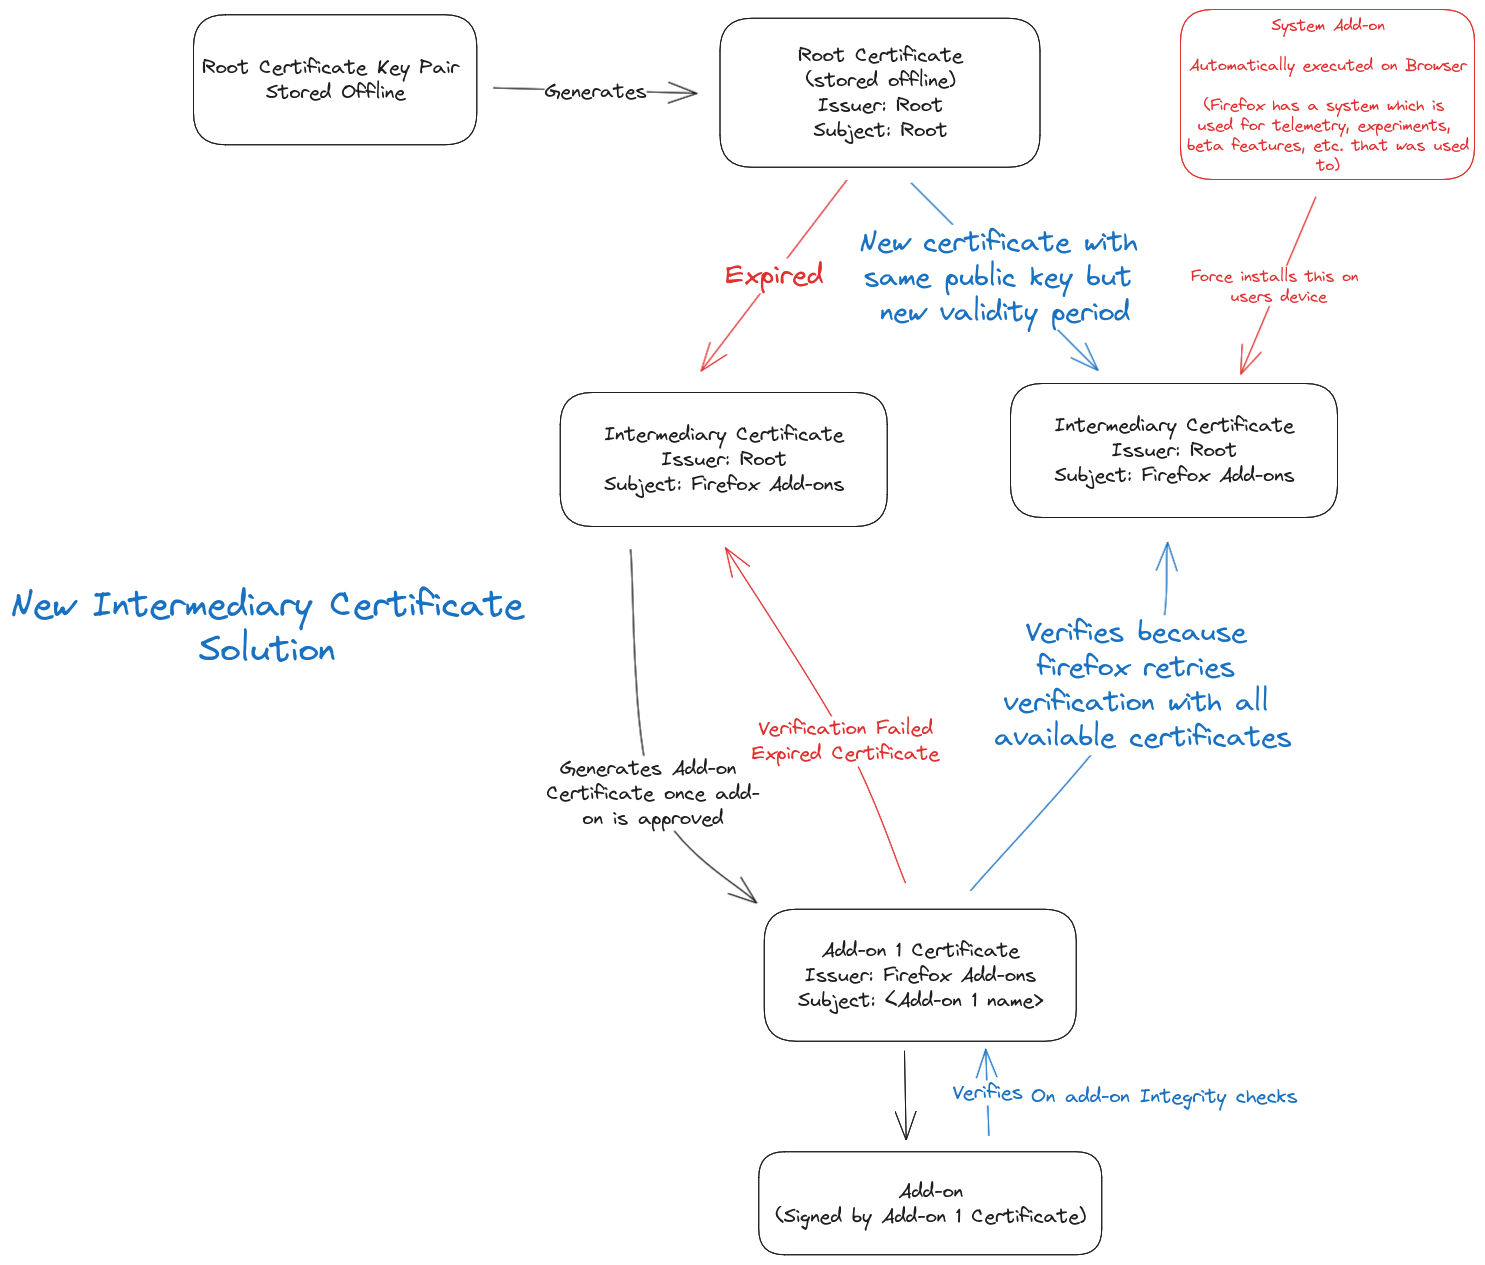 Root Certificate Key Pair
Stored Offline
Generates
Root Certificate
(stored offline)
Issuer: Root
Subject: Root
System Add-on
Automatically executed on Browser
(Firefox has a system which is
used for telemetry, experiments,
beta features, etc. that was used
to)
Expired
New certificate with
same public key but
new validity period
Force installs this on
users device
Intermediary Certificate
Issuer: Root
Subject: Firefox Add-ons
Intermediary Certificate
Issuer: Root
Subject: Firefox Add-ons
New Intermediary Certificate
Solution
Verifies because
firefox retries
verification with all
available certificates
Verification Failed
Expired Certificate
Generates Add-on
Certificate once add-
on is approved
Add-on 1 Certificate
Issuer: Firefox Add-ons
Subject: <Add-on 1 name>
Verifies On add-on Integrity checks
Add-on
(Signed by Add-on 1 Certificate)